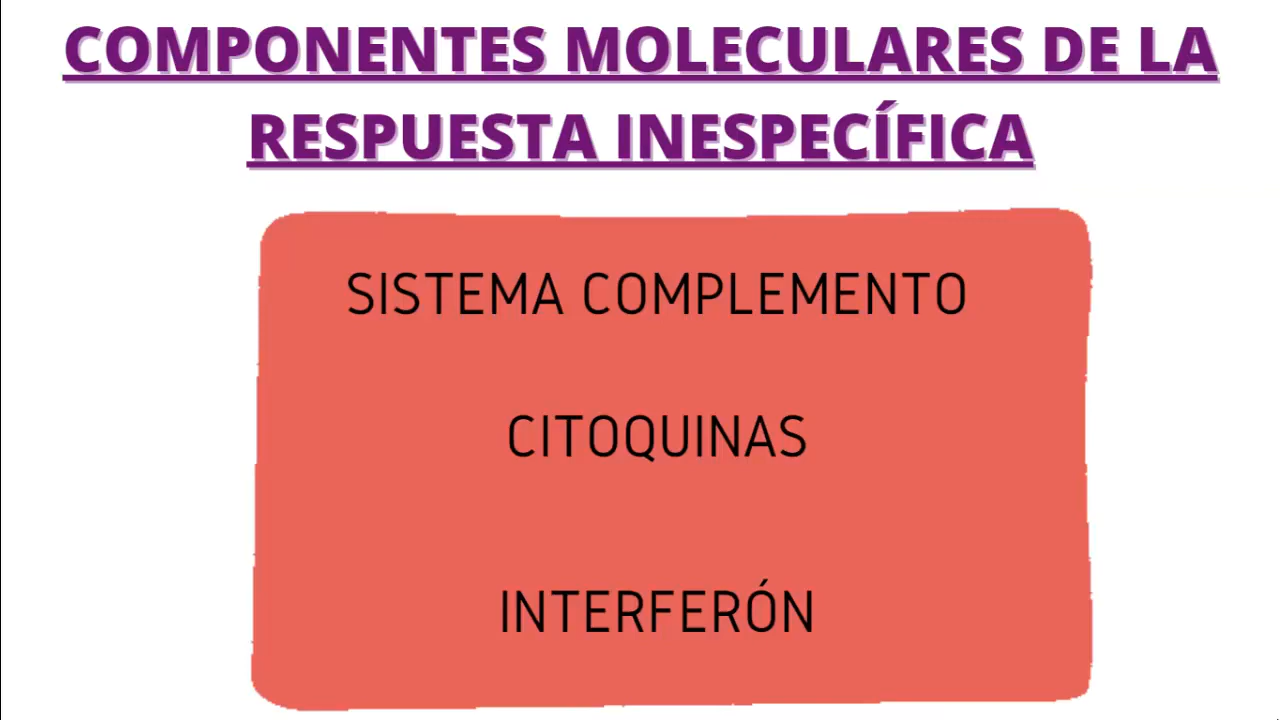 COMPONENTES MOLECULARES DE LA
RESPUESTA INESPECÍFICA
SISTEMA COMPLEMENTO
CITOQUINAS
INTERFERÓN